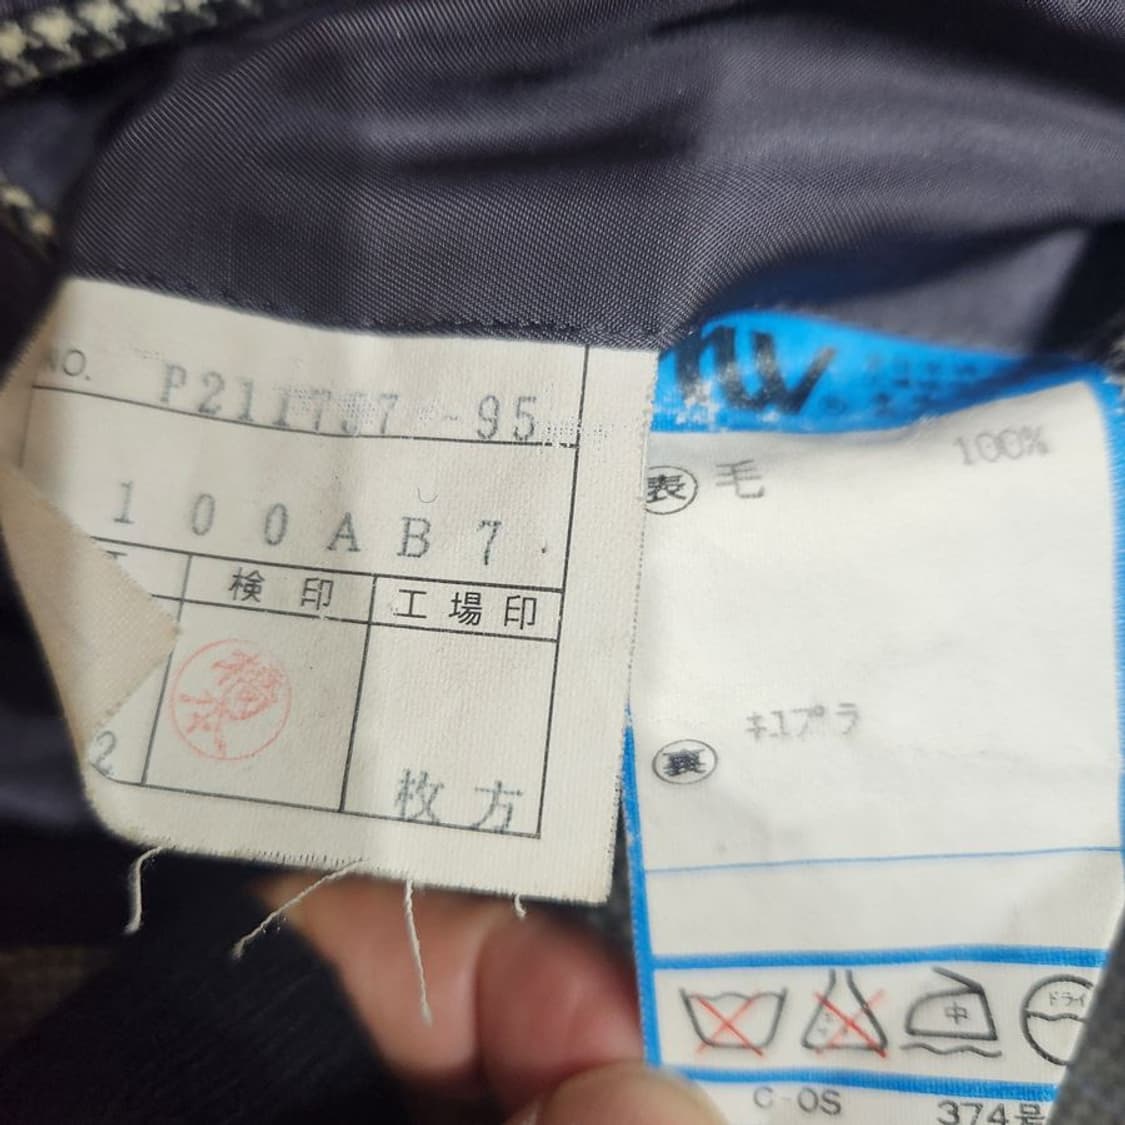 NO. P211737-95
100AB7
検印 工場印
2 枚方
表 毛 100%
裏 キュプラ
中 ドライ
C-OS 374号